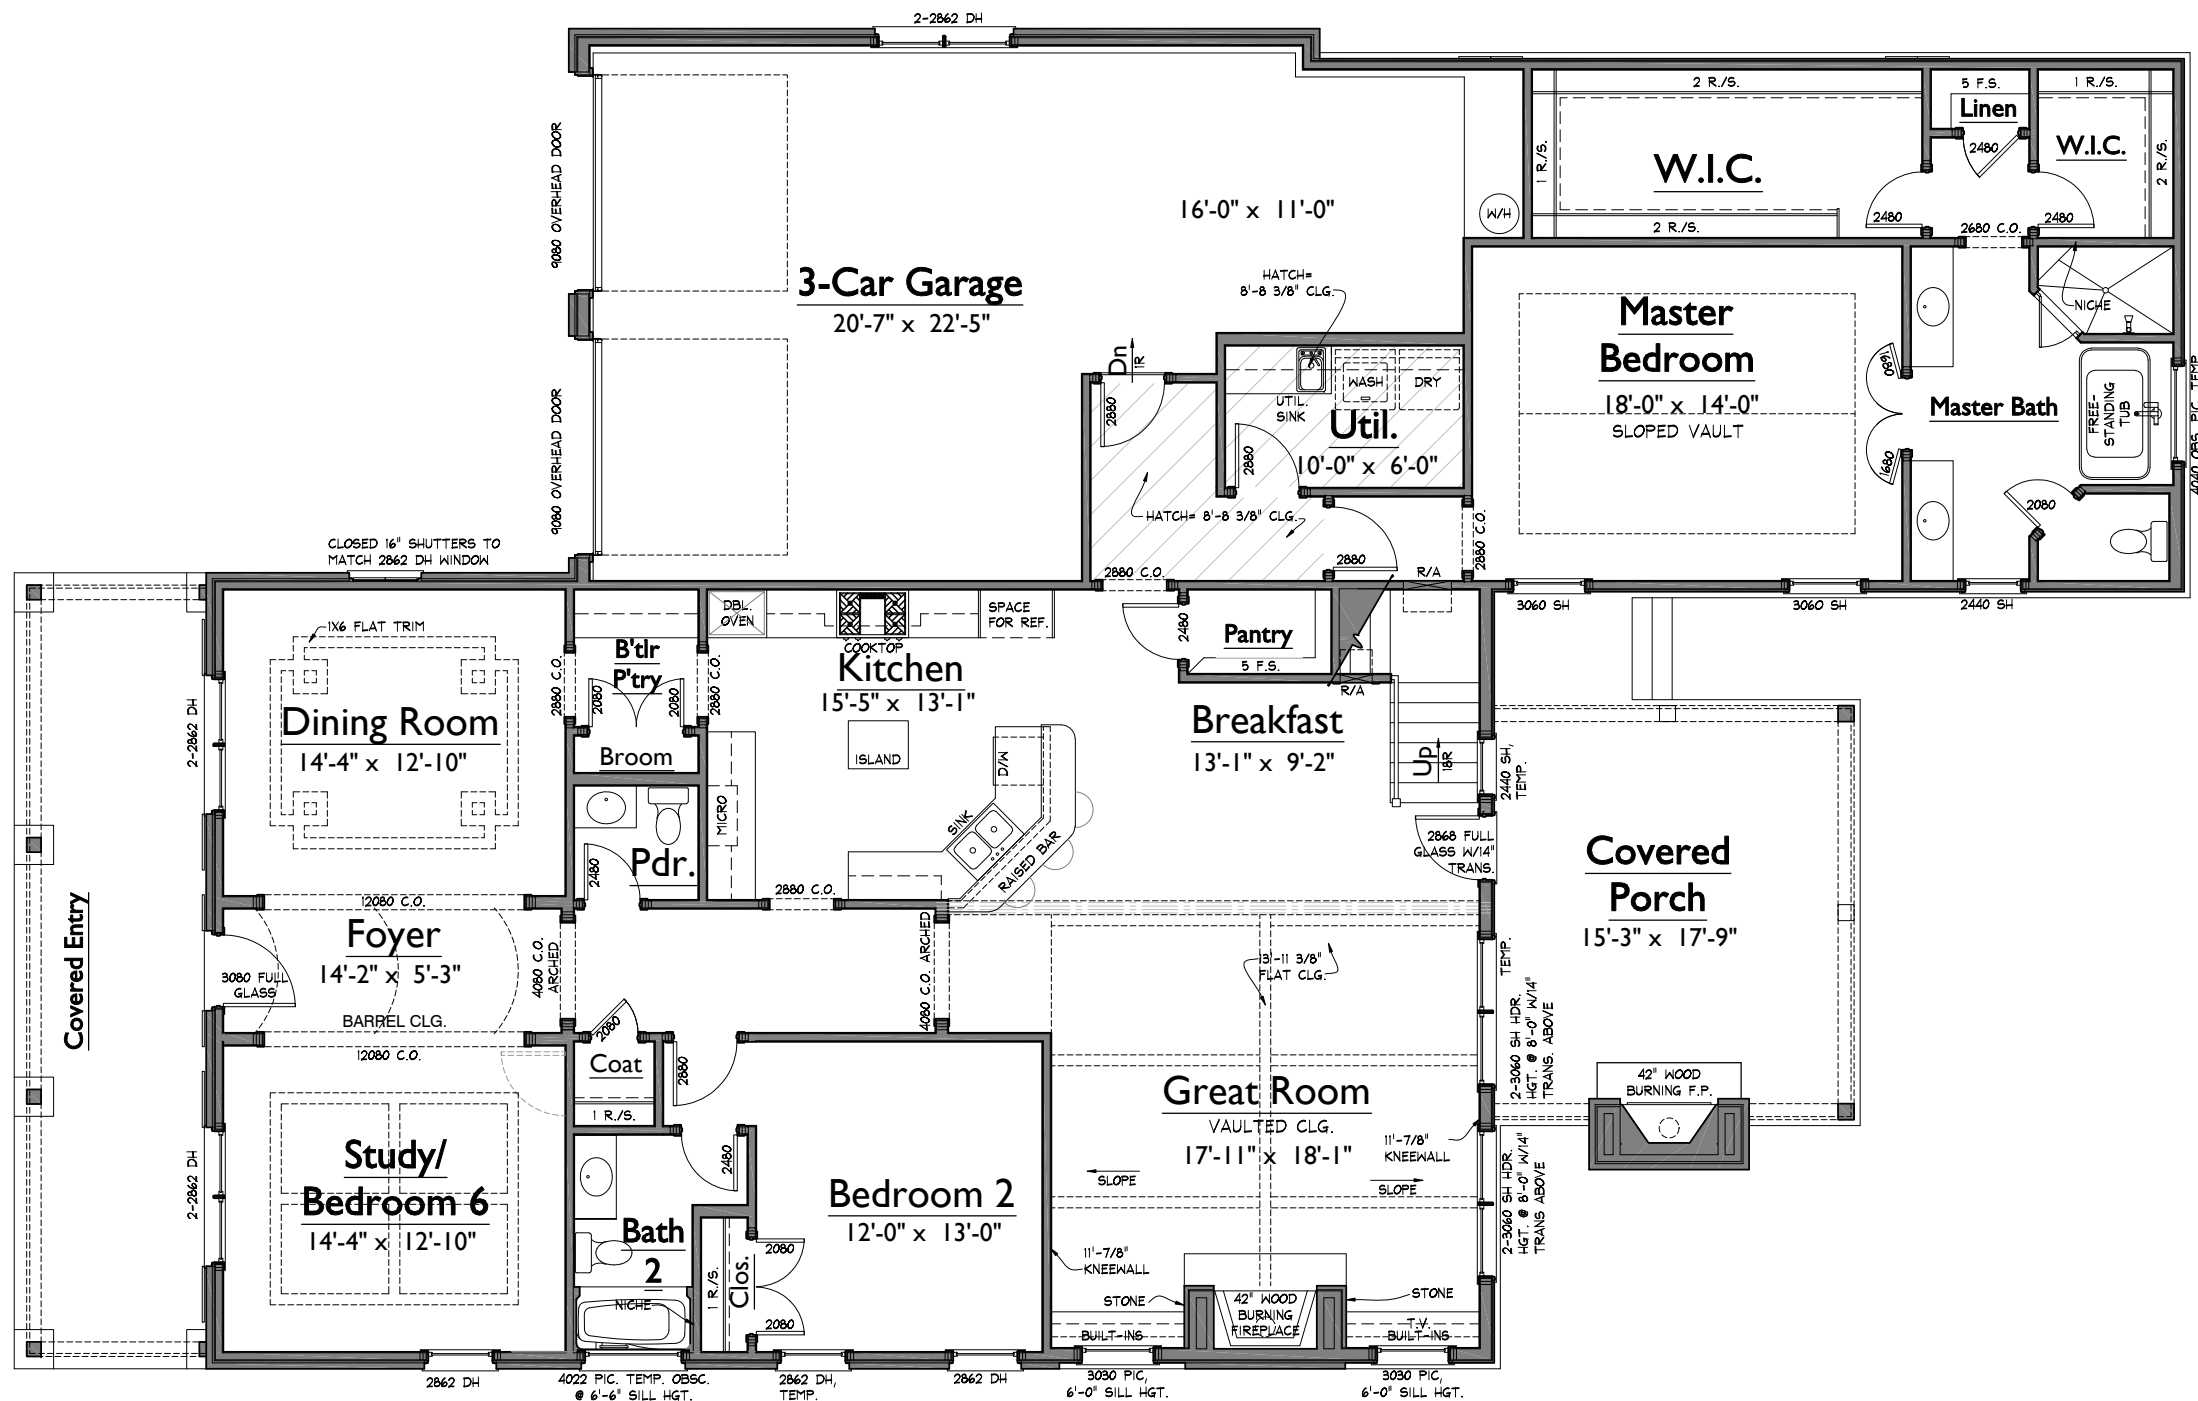 2-2862 DH
9080 OVERHEAD DOOR
3-Car Garage
20'-7" x 22'-5"
16'-0" x 11'-0"
9080 OVERHEAD DOOR
W/H
2 R./S.
1 R./S.
W.I.C.
2 R./S.
2480
5 F.S.
Linen
2480
1 R./S.
W.I.C.
2 R./S.
2480
2680 C.O.
HATCH=
8'-8 3/8" CLG.
Dn
1R
2880
WASH
DRY
UTIL.
SINK
Util.
10'-0" x 6'-0"
2880
HATCH= 8'-8 3/8" CLG.
2880
2880 C.O.
2880 C.O.
R/A
Master
Bedroom
18'-0" x 14'-0"
SLOPED VAULT
1680
1680
Master Bath
NICHE
FREE-
STANDING
TUB
4040 OBS. PIC. TEMP.
2080
3060 SH
3060 SH
2440 SH
CLOSED 16" SHUTTERS TO
MATCH 2862 DH WINDOW
1X6 FLAT TRIM
2-2862 DH
Dining Room
14'-4" x 12'-10"
2880 C.O.
B'tlr
P'try
2080
2080
2880 C.O.
Broom
DBL.
OVEN
COOKTOP
SPACE
FOR REF.
Kitchen
15'-5" x 13'-1"
ISLAND
D/W
SINK
RAISED BAR
MICRO
2880 C.O.
2480
Pantry
5 F.S.
R/A
Breakfast
13'-1" x 9'-2"
UP
18R
2440 SH,
TEMP.
2868 FULL
GLASS W/14"
TRANS.
Covered
Porch
15'-3" x 17'-9"
42" WOOD
BURNING F.P.
Pdr.
2480
Covered Entry
12080 C.O.
Foyer
14'-2" x 5'-3"
3080 FULL
GLASS
BARREL CLG.
12080 C.O.
4080 C.O.
ARCHED
4080 C.O. ARCHED
2080
Coat
1 R./S.
2880
13'-11 3/8"
FLAT CLG.
TEMP.
2-3060 SH HDR.
HGT. @ 8'-0" W/14"
TRANS. ABOVE
Great Room
VAULTED CLG.
17'-11" x 18'-1"
SLOPE
SLOPE
11'-7/8"
KNEEWALL
2-3060 SH HDR.
HGT. @ 8'-0" W/14"
TRANS ABOVE
2-2862 DH
Study/
Bedroom 6
14'-4" x 12'-10"
2480
Bath
2
NICHE
1 R./S.
Clos.
2080
2080
Bedroom 2
12'-0" x 13'-0"
11'-7/8"
KNEEWALL
STONE
42" WOOD
BURNING
FIREPLACE
STONE
T.V.
BUILT-INS
BUILT-INS
2862 DH
4022 PIC. TEMP. OBSC.
@ 6'-6" SILL HGT.
2862 DH,
TEMP.
2862 DH
3030 PIC,
6'-0" SILL HGT.
3030 PIC,
6'-0" SILL HGT.